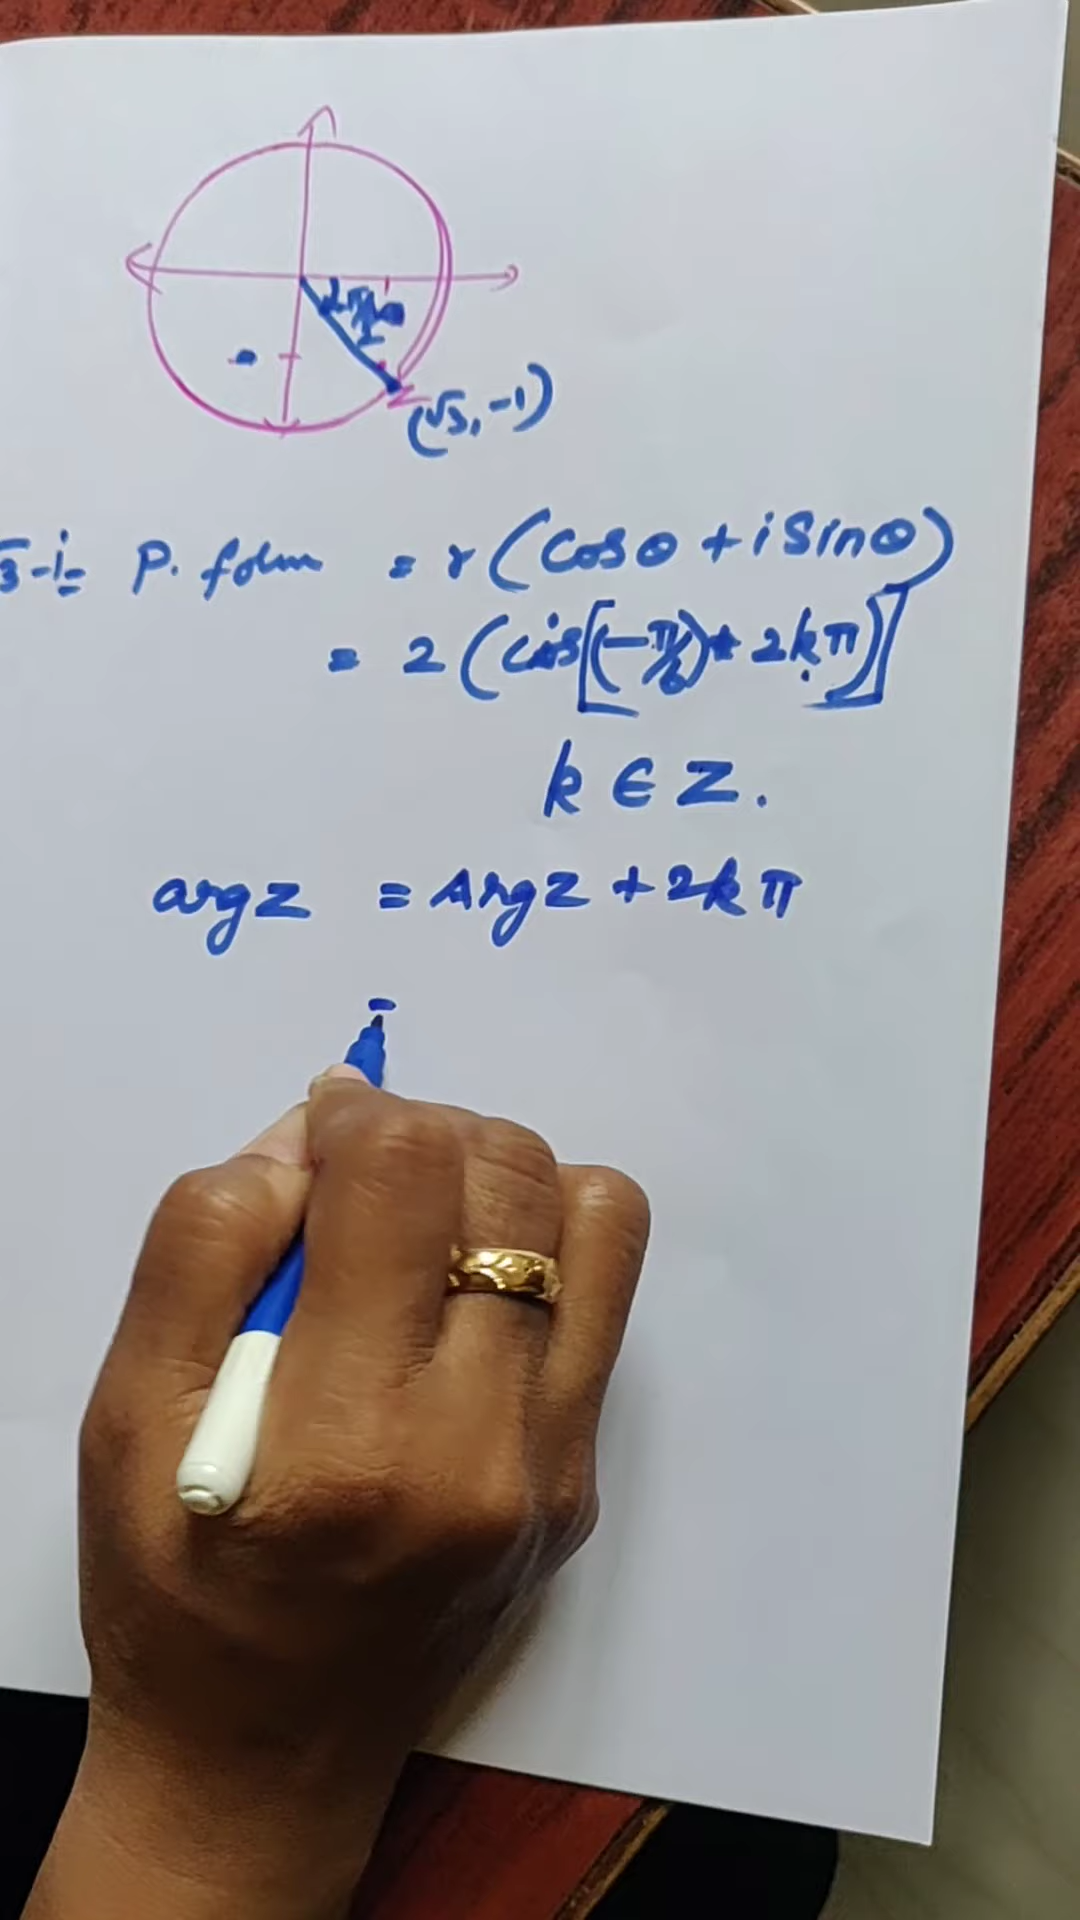 (√3, -1)
√3-i = P. form = r (cosθ + i sinθ)
= 2 (cis[(-π/6) + 2kπ)]
k ∈ Z.
arg z = Arg z + 2kπ
=